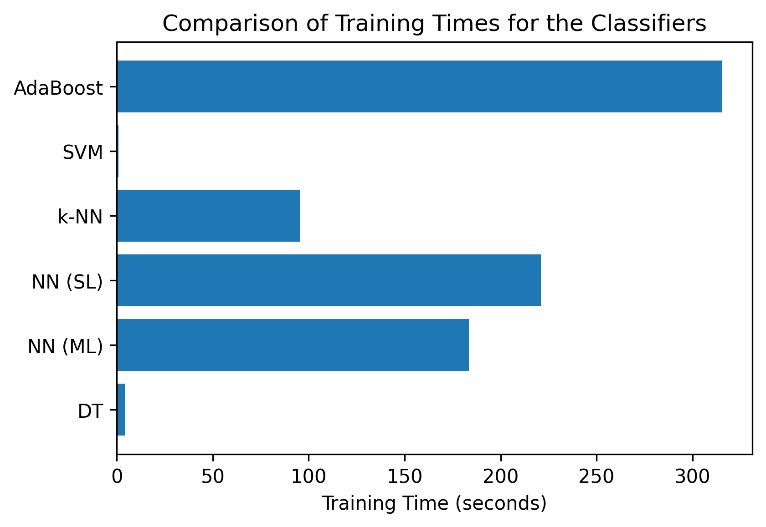 Comparison of Training Times for the Classifiers
AdaBoost
SVM
k-NN
NN (SL)
NN (ML)
DT
0 50 100 150 200 250 300
Training Time (seconds)